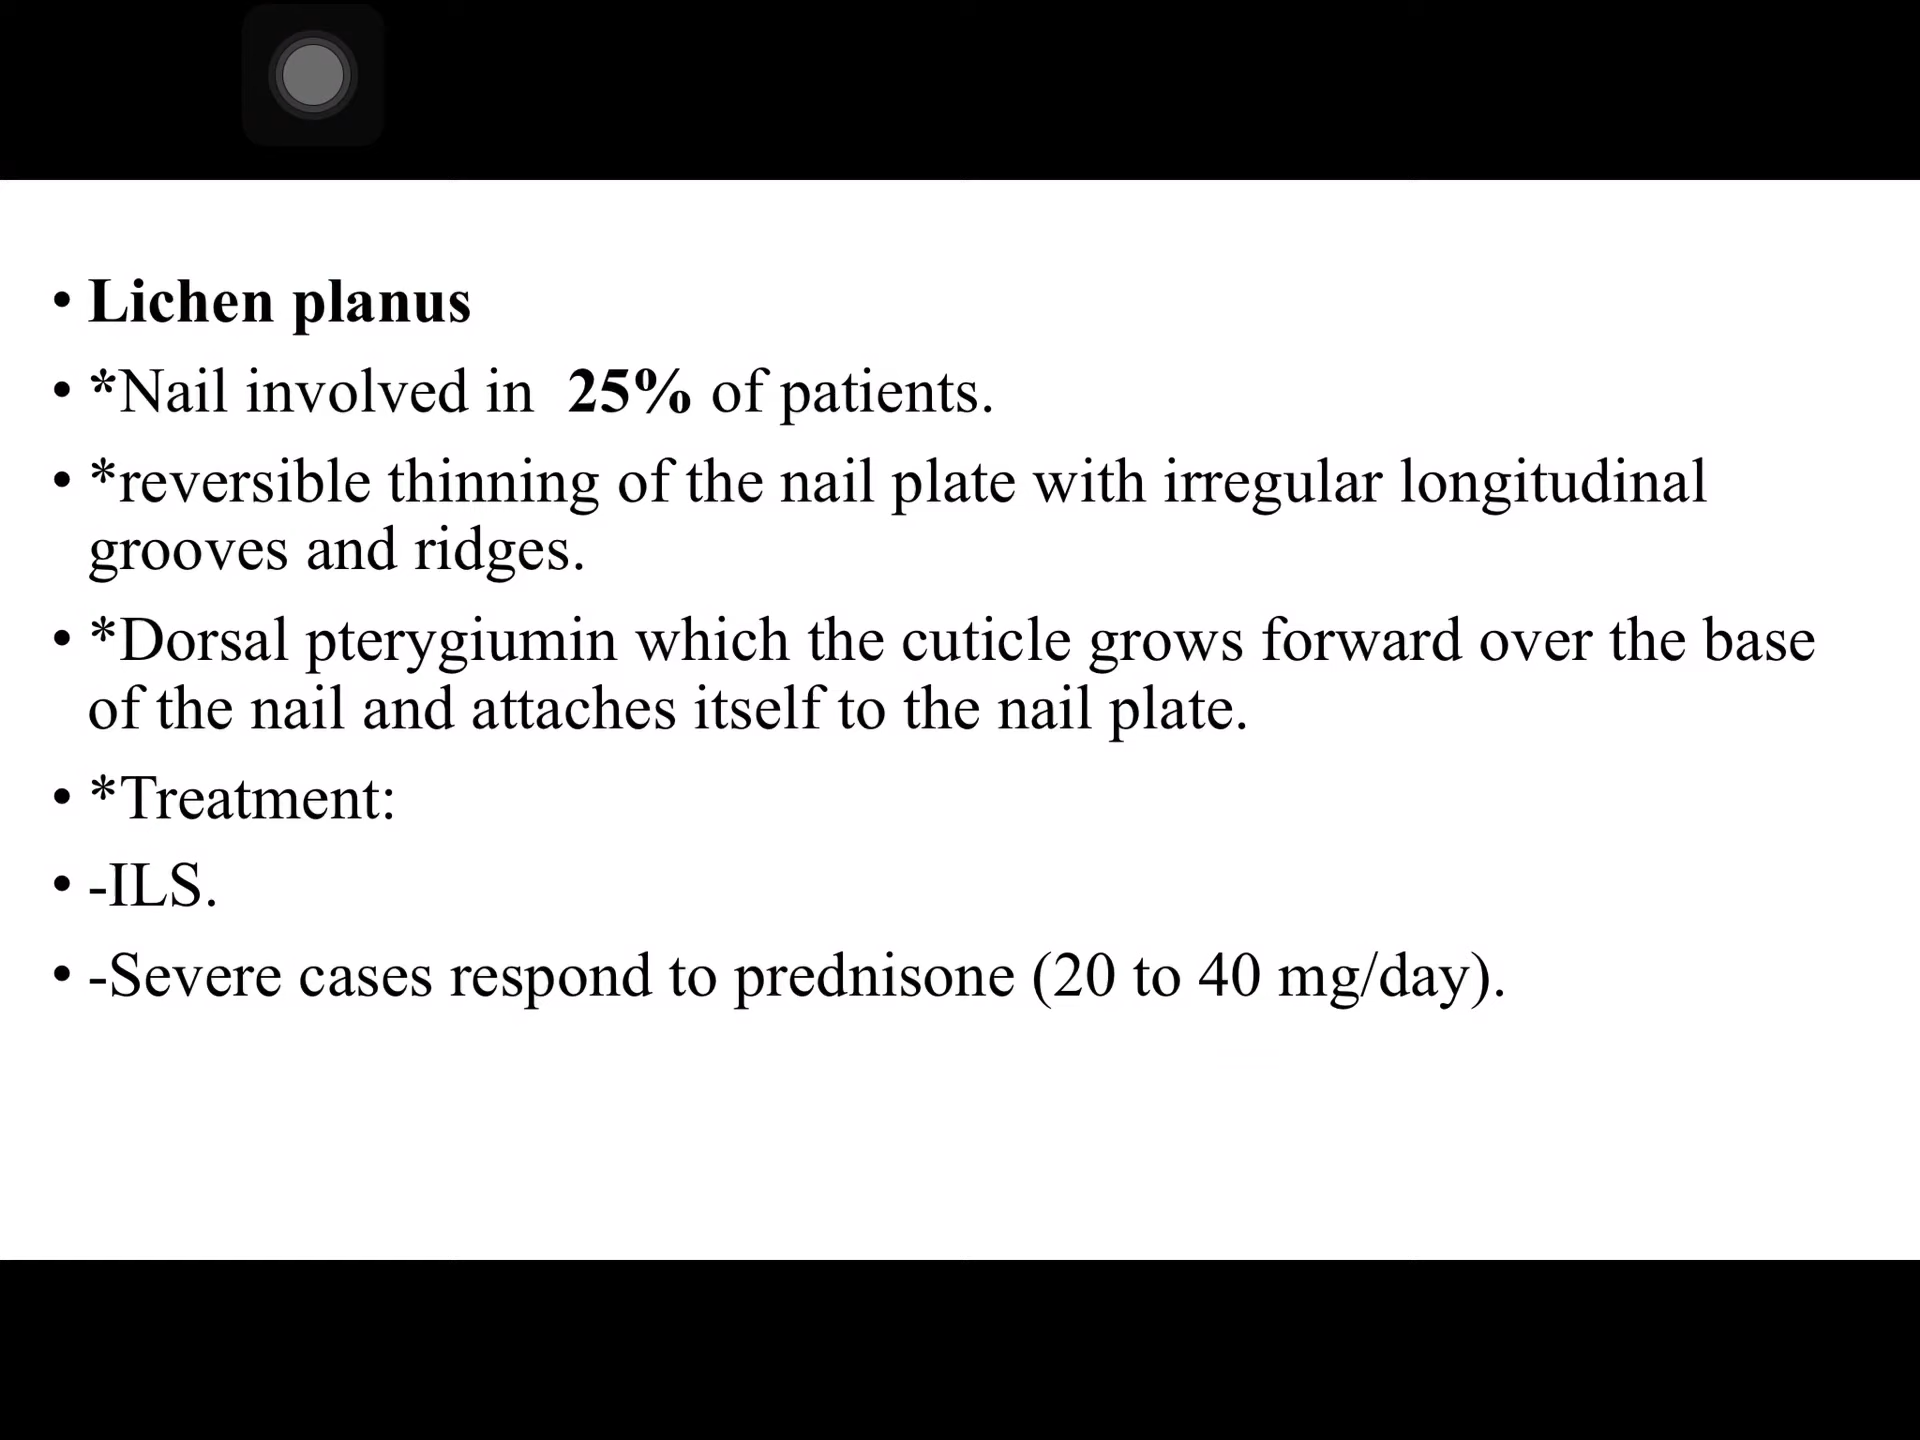 • Lichen planus
• *Nail involved in  25% of patients.
• *reversible thinning of the nail plate with irregular longitudinal
grooves and ridges.
• *Dorsal pterygiumin which the cuticle grows forward over the base
of the nail and attaches itself to the nail plate.
• *Treatment:
• -ILS.
• -Severe cases respond to prednisone (20 to 40 mg/day).